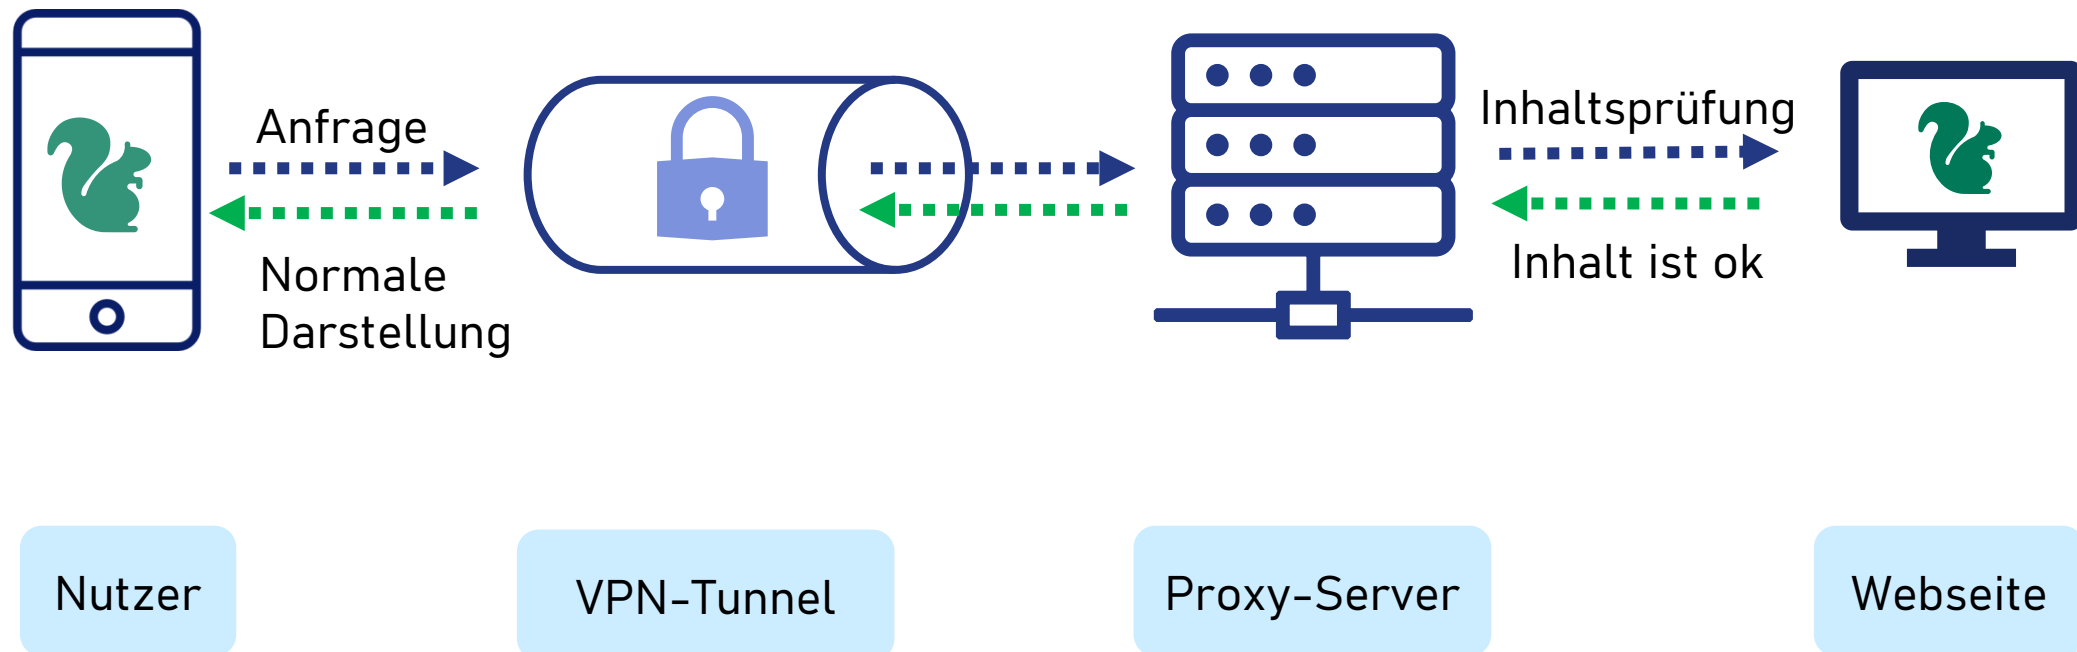 Anfrage
Normale
Darstellung
Inhaltsprüfung
Inhalt ist ok
Nutzer
VPN-Tunnel
Proxy-Server
Webseite